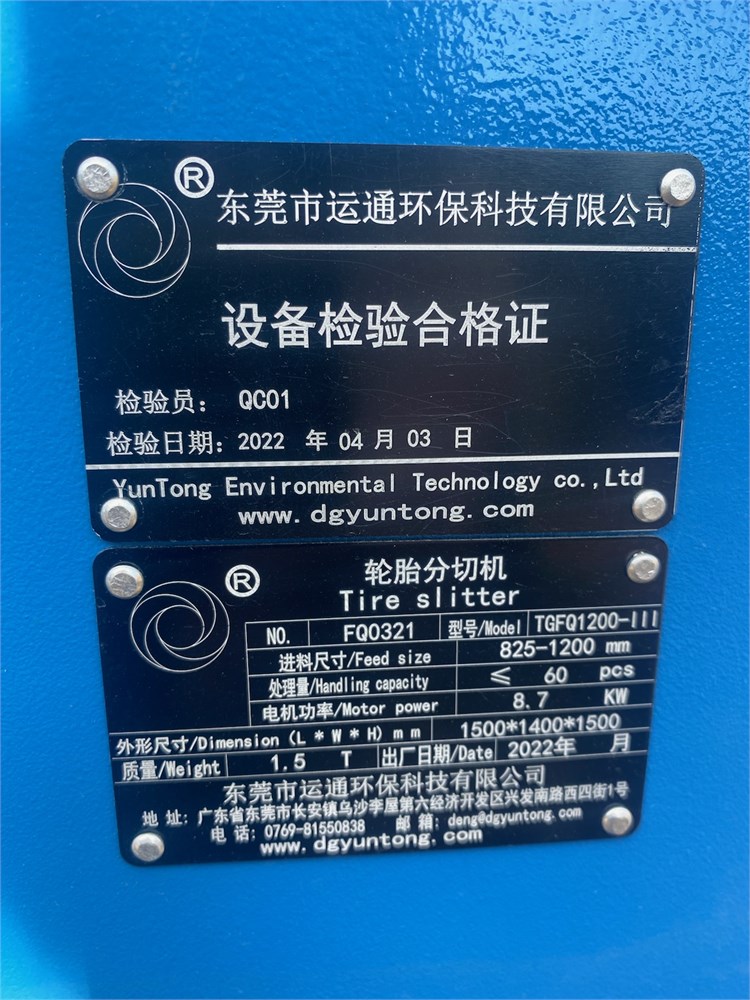 ®
东莞市运通环保科技有限公司
设备检验合格证
检验员: QC01
检验日期: 2022 年 04 月 03 日
YunTong Environmental Technology co.,Ltd
www.dgyuntong.com
®
轮胎分切机
Tire slitter
NO. FQ0321 型号/Model TGFQ1200-III
进料尺寸/Feed size 825-1200 mm
处理量/Handling capacity ≤ 60 pcs
电机功率/Motor power 8.7 KW
外形尺寸/Dimension (L * W * H) mm 1500*1400*1500
质量/Weight 1.5 T 出厂日期/Date 2022年 月
东莞市运通环保科技有限公司
地 址: 广东省东莞市长安镇乌沙李屋第六经济开发区兴发南路西四街1号
电 话: 0769-81550838 邮 箱: deng@dgyuntong.com
www.dgyuntong.com